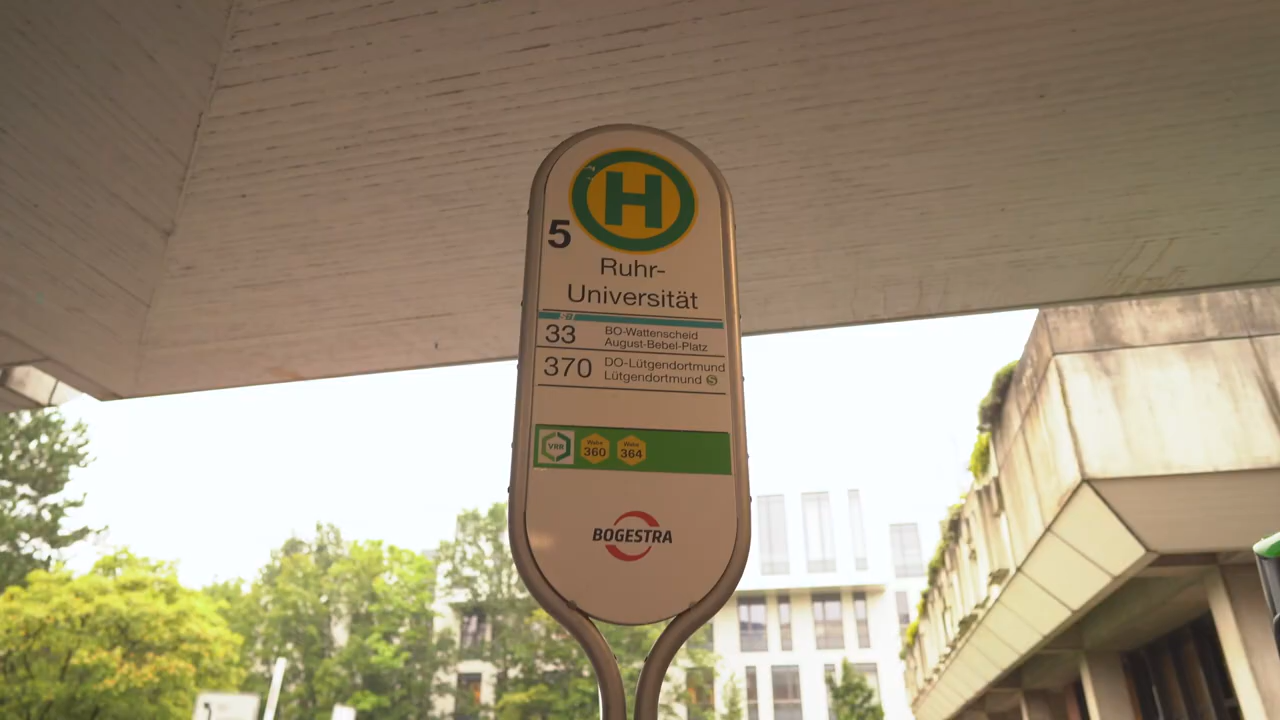 H
5
Ruhr-
Universität
SB
33 BO-Wattenscheid
August-Bebel-Platz
370 DO-Lütgendortmund
Lütgendortmund S
VRR Wabe 360 Wabe 364
BOGESTRA